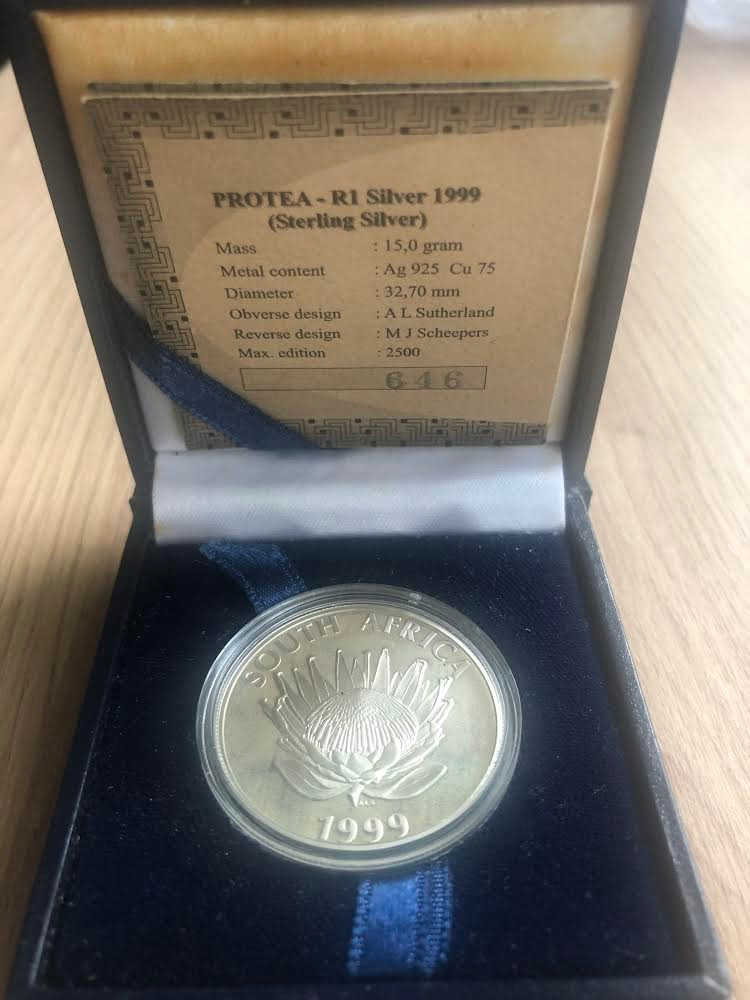 PROTEA - R1 Silver 1999
(Sterling Silver)
Mass : 15,0 gram
Metal content : Ag 925 Cu 75
Diameter : 32,70 mm
Obverse design : A L Sutherland
Reverse design : M J Scheepers
Max. edition : 2500
646
SOUTH AFRICA
ALS
1999